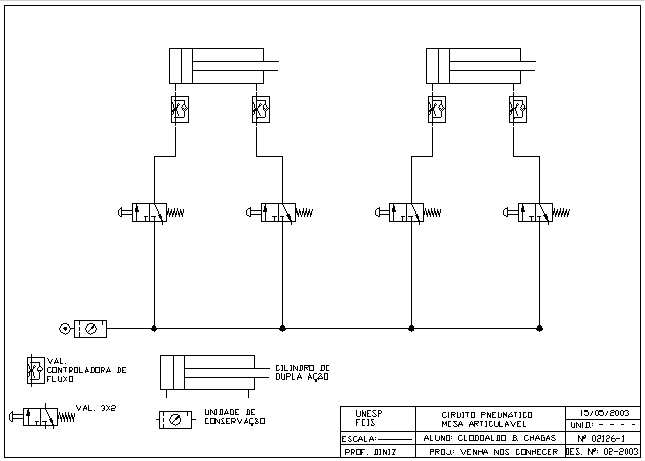 VAL.
CONTROLADORA DE
FLUXO
VAL. 3X2
CILINDRO DE
DUPLA AÇÃO
UNIDADE DE
CONSERVAÇÃO
UNESP
FEIS
CIRUITO PNEUMÁTICO
MESA ARTICULÁVEL
15/05/2003
UNID: - - - -
ESCALA:
ALUNO: CLODOALDO B. CHAGAS
Nº 02126-1
PROF. DINIZ
PROJ: VENHA NOS CONHECER
DES. Nº: 02-2003